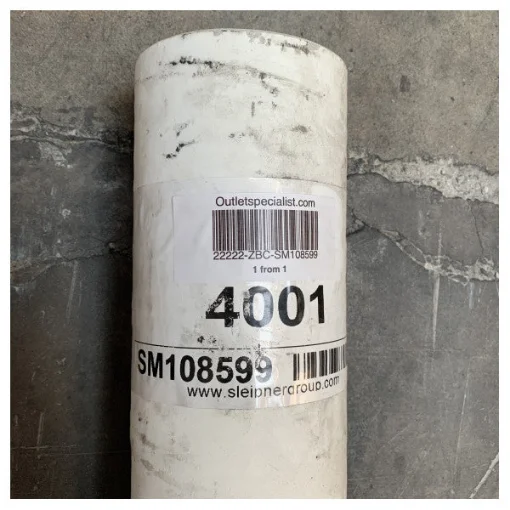 Outletspecialist.com
22222-ZBC-SM108599
1 from 1
4001
SM108599
www.sleipnergroup.com